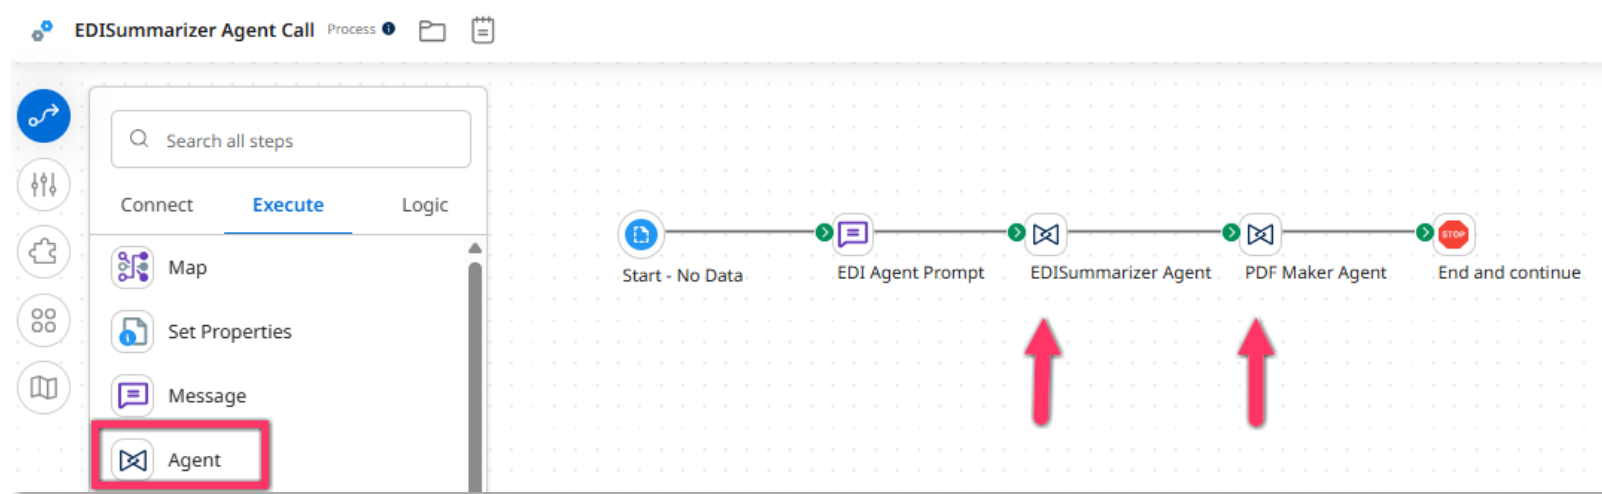 EDISummarizer Agent Call Process i
Search all steps
Connect Execute Logic
Map
Set Properties
Message
Agent
Start - No Data
EDI Agent Prompt
EDISummarizer Agent
PDF Maker Agent
STOP
End and continue